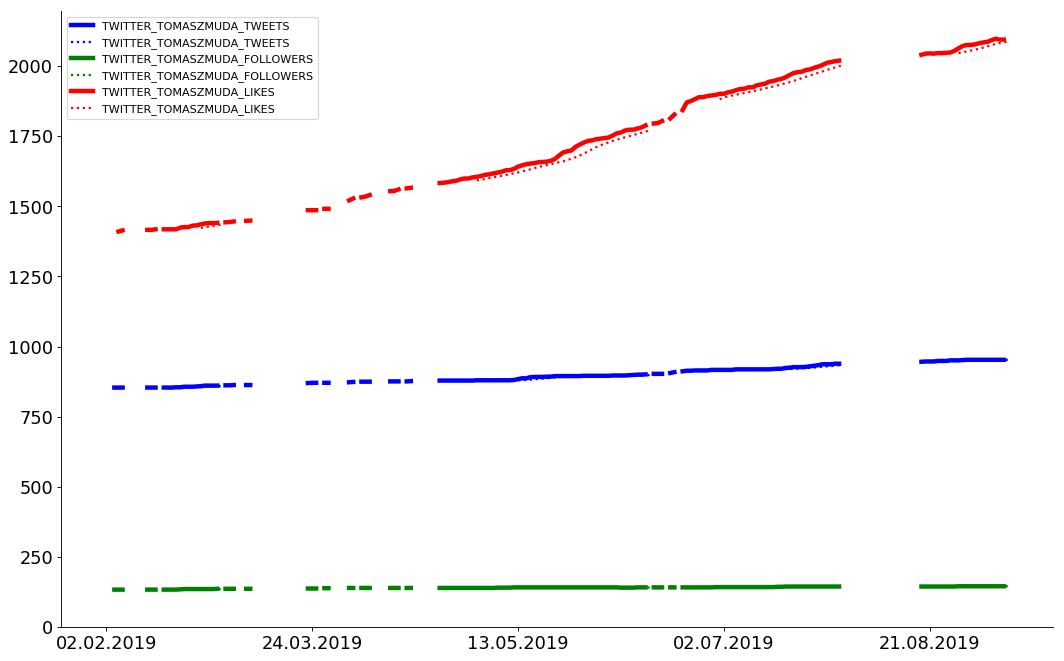 TWITTER_TOMASZMUDA_TWEETS
TWITTER_TOMASZMUDA_TWEETS
TWITTER_TOMASZMUDA_FOLLOWERS
TWITTER_TOMASZMUDA_FOLLOWERS
TWITTER_TOMASZMUDA_LIKES
TWITTER_TOMASZMUDA_LIKES
2000
1750
1500
1250
1000
750
500
250
0
02.02.2019 24.03.2019 13.05.2019 02.07.2019 21.08.2019